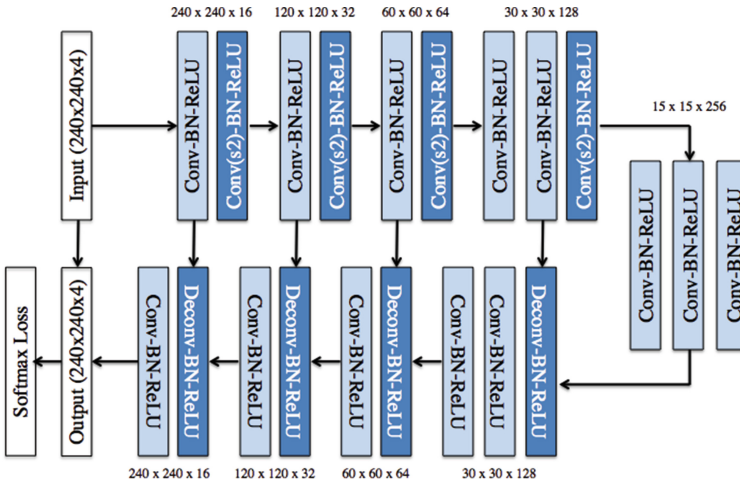 240 x 240 x 16
120 x 120 x 32
60 x 60 x 64
30 x 30 x 128
Input (240x240x4)
Conv-BN-ReLU
Conv(s2)-BN-ReLU
Conv-BN-ReLU
Conv(s2)-BN-ReLU
Conv-BN-ReLU
Conv(s2)-BN-ReLU
Conv-BN-ReLU
Conv-BN-ReLU
Conv(s2)-BN-ReLU
15 x 15 x 256
Conv-BN-ReLU
Conv-BN-ReLU
Conv-BN-ReLU
Softmax Loss
Output (240x240x4)
Conv-BN-ReLU
Deconv-BN-ReLU
Conv-BN-ReLU
Deconv-BN-ReLU
Conv-BN-ReLU
Deconv-BN-ReLU
Conv-BN-ReLU
Conv-BN-ReLU
Deconv-BN-ReLU
240 x 240 x 16
120 x 120 x 32
60 x 60 x 64
30 x 30 x 128